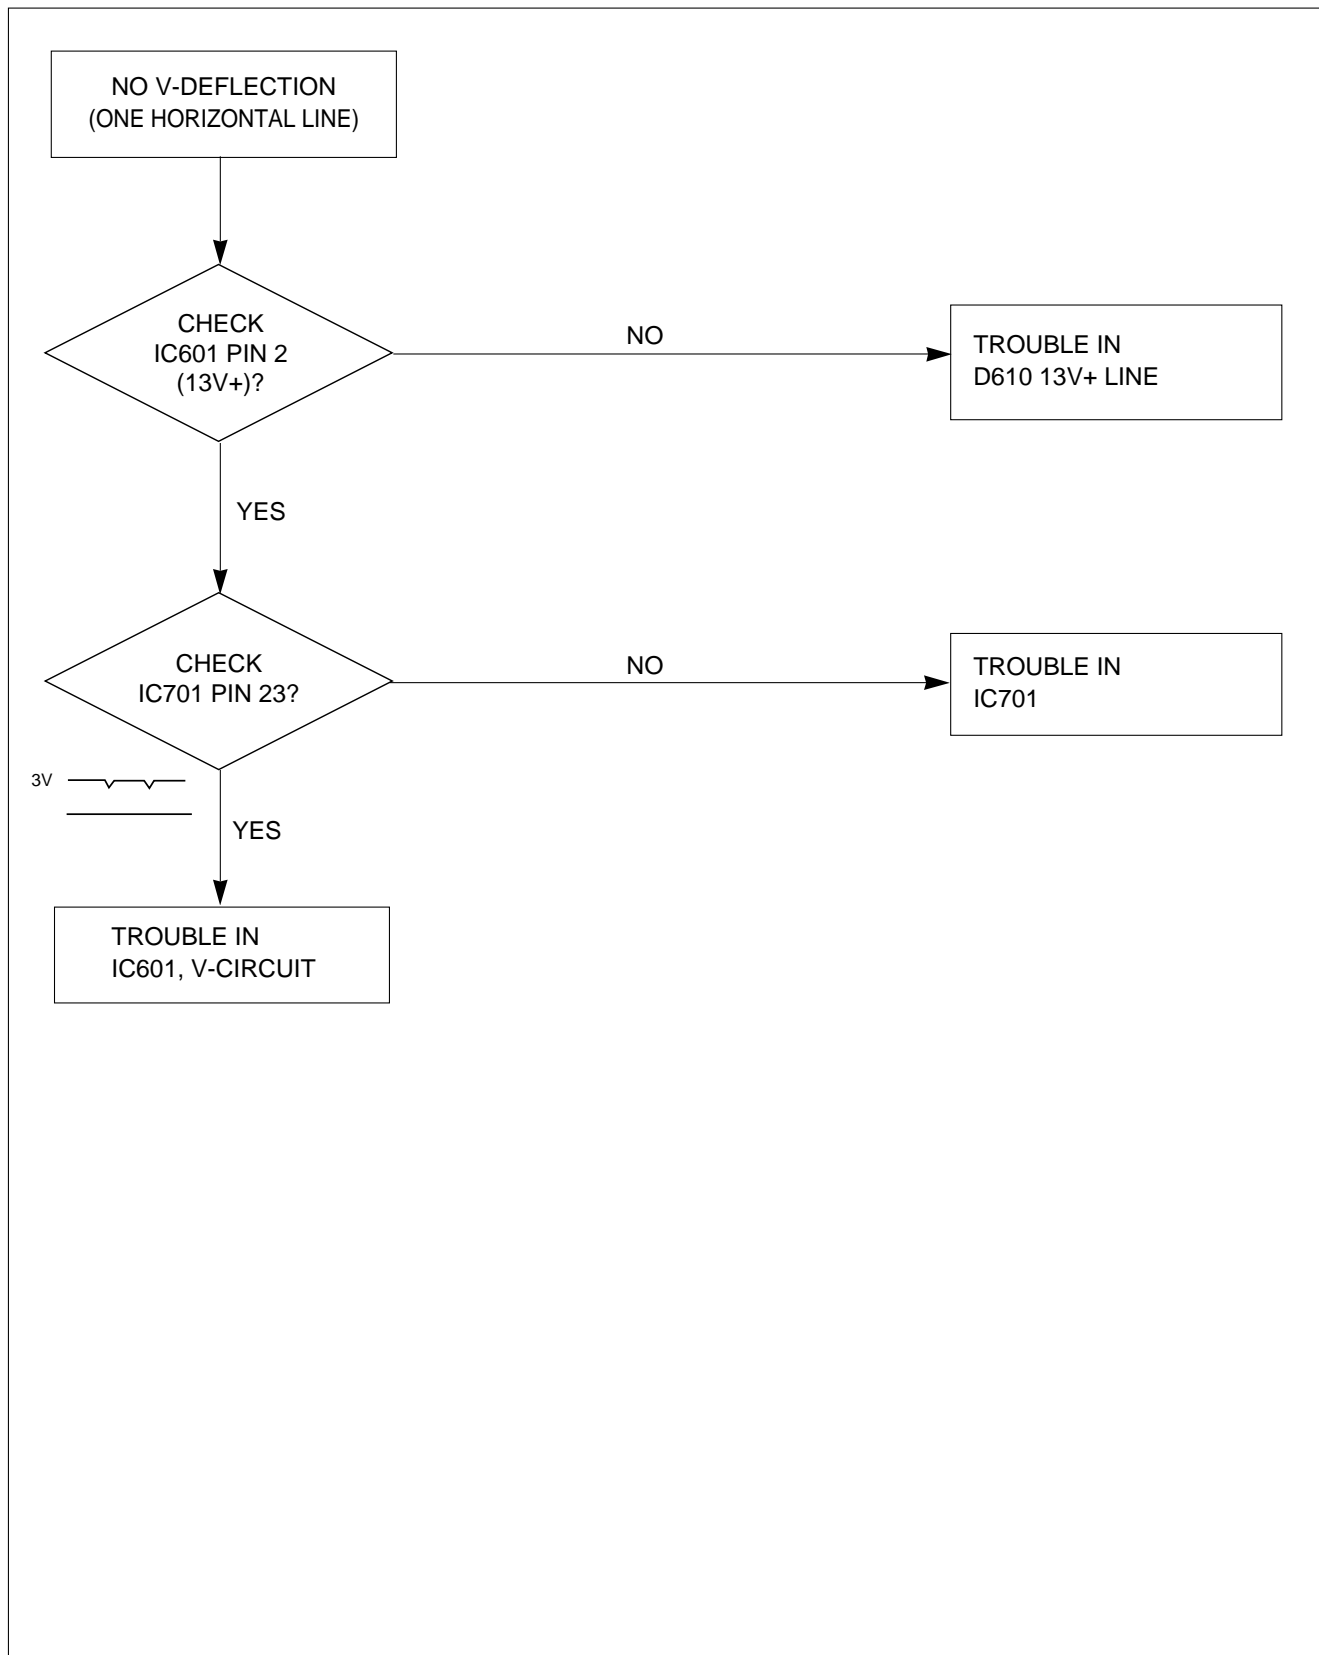 NO V-DEFLECTION
(ONE HORIZONTAL LINE)
CHECK
IC601 PIN 2
(13V+)?
NO
TROUBLE IN
D610 13V+ LINE
YES
CHECK
IC701 PIN 23?
NO
TROUBLE IN
IC701
3V
YES
TROUBLE IN
IC601, V-CIRCUIT